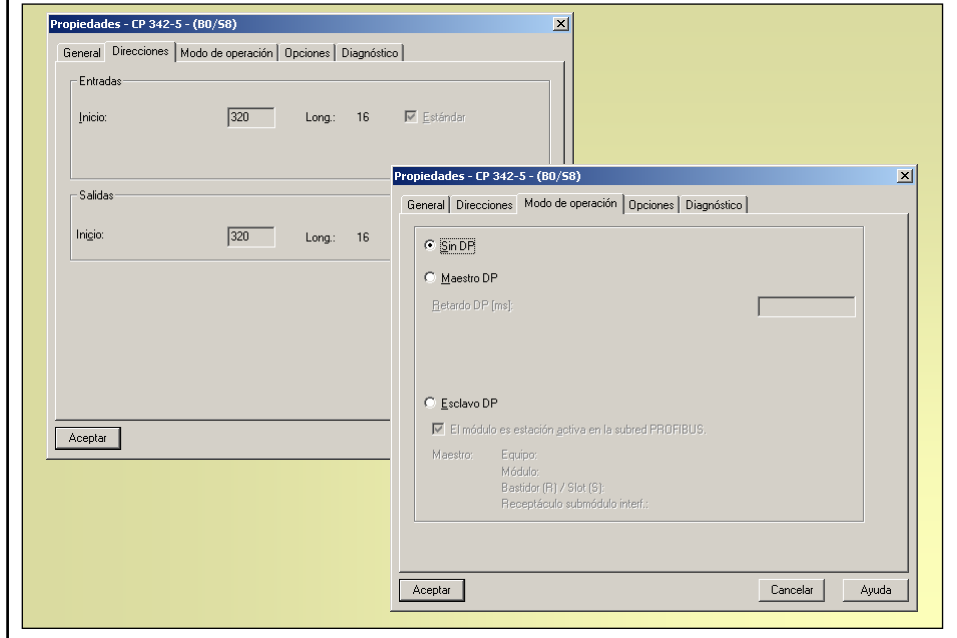 Propiedades - CP 342-5 - (B0/S8)
General Direcciones Modo de operación Opciones Diagnóstico
Entradas
Inicio: 320 Long.: 16 Estándar
Salidas
Inicio: 320 Long.: 16
Aceptar
Propiedades - CP 342-5 - (B0/S8)
General Direcciones Modo de operación Opciones Diagnóstico
Sin DP
Maestro DP
Retardo DP [ms]:
Esclavo DP
El módulo es estación activa en la subred PROFIBUS.
Maestro: Equipo:
Módulo:
Bastidor (R) / Slot (S):
Receptáculo submódulo interf.:
Aceptar Cancelar Ayuda